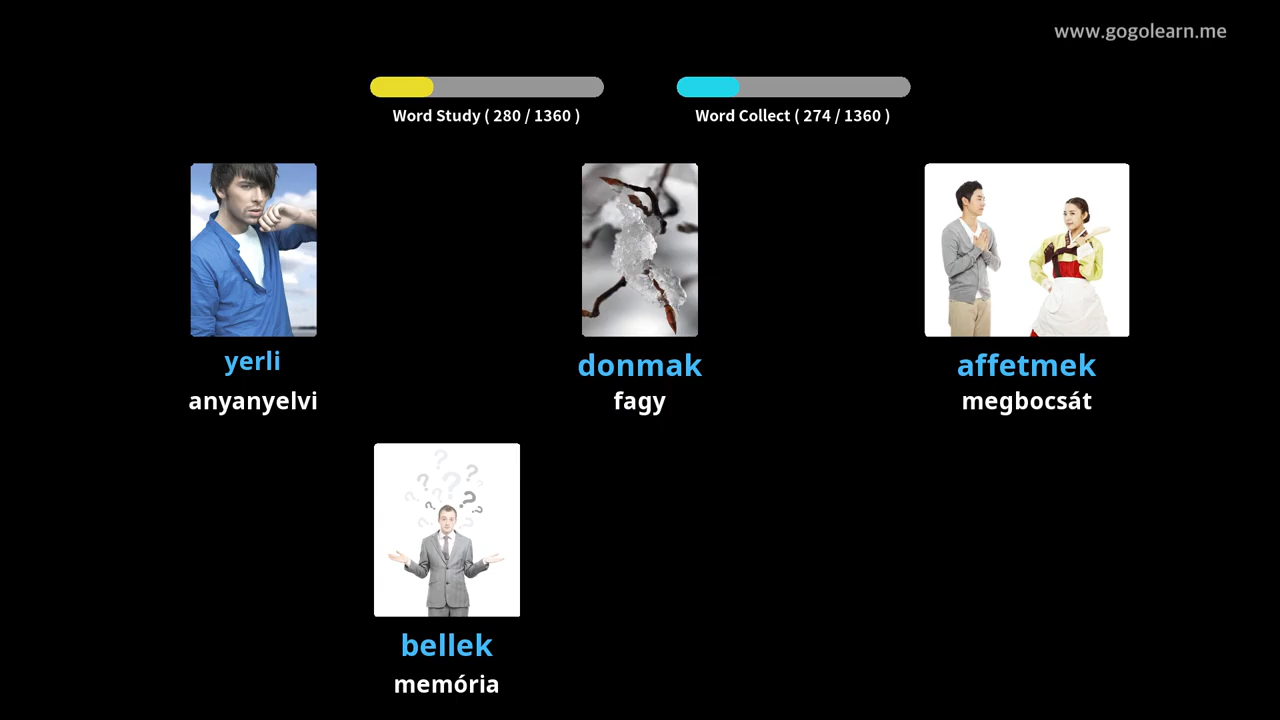 www.gogolearn.me
Word Study ( 280 / 1360 )
Word Collect ( 274 / 1360 )
yerli
anyanyelvi
donmak
fagy
affetmek
megbocsát
bellek
memória